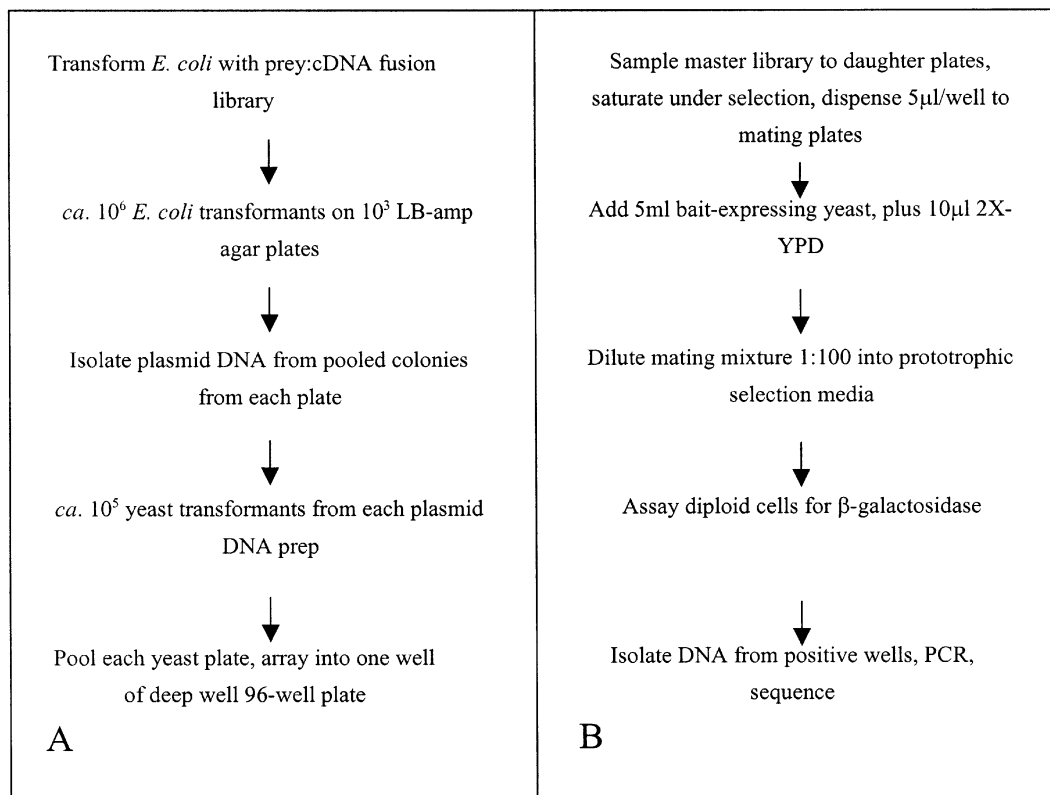 Transform E. coli with prey:cDNA fusion
library
ca. 10⁶ E. coli transformants on 10³ LB-amp
agar plates
Isolate plasmid DNA from pooled colonies
from each plate
ca. 10⁵ yeast transformants from each plasmid
DNA prep
Pool each yeast plate, array into one well
of deep well 96-well plate
A
Sample master library to daughter plates,
saturate under selection, dispense 5μl/well to
mating plates
Add 5ml bait-expressing yeast, plus 10μl 2X-
YPD
Dilute mating mixture 1:100 into prototrophic
selection media
Assay diploid cells for β-galactosidase
Isolate DNA from positive wells, PCR,
sequence
B